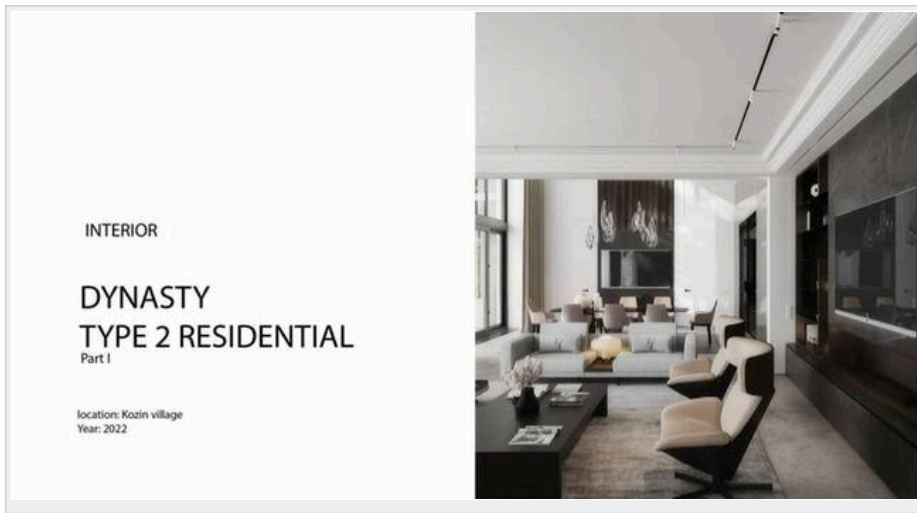 INTERIOR
DYNASTY
TYPE 2 RESIDENTIAL
Part I
location: Kozin village
Year: 2022